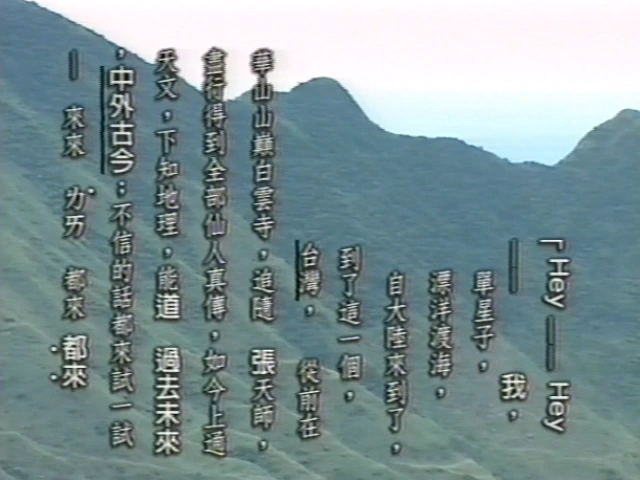 「Hey ── Hey
── 我,
單星子,
漂洋渡海,
自大陸來到了,
到了這一個,
台灣, 從前在
華山山巔白雲寺,追隨 張天師,
盡行得到全部仙人真傳,如今上通
天文,下知地理,能道 過去未來
,中外古今;不信的話都來試一試
─ 來來 ㄌㄞ˙ 都來 都來